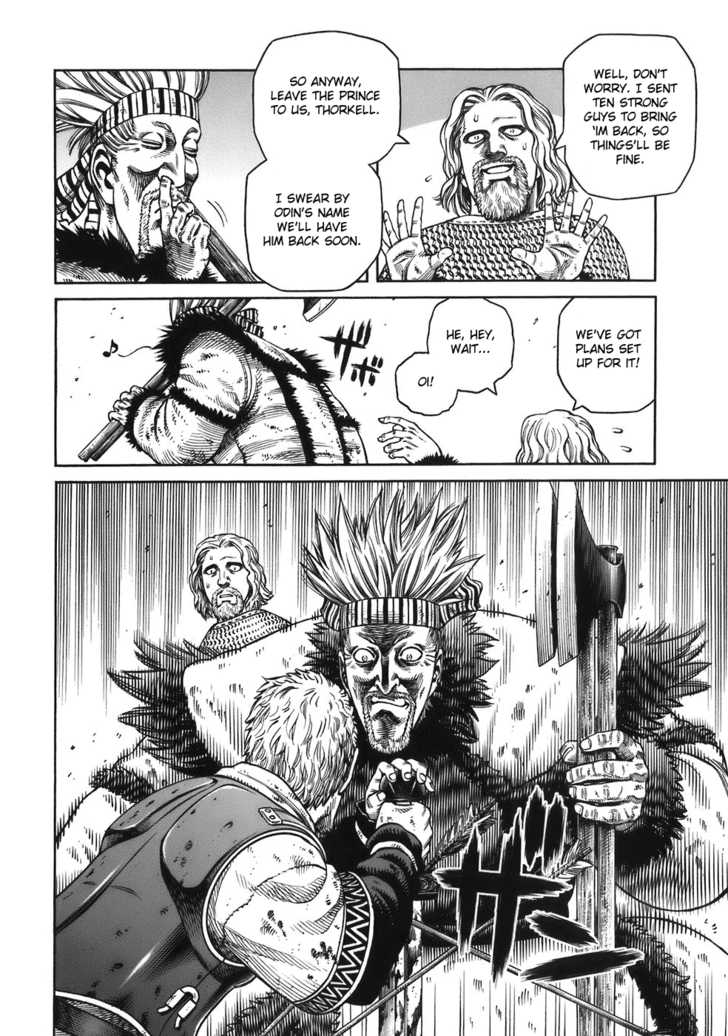 WELL, DON'T
WORRY. I SENT
TEN STRONG
GUYS TO BRING
'IM BACK, SO
THINGS'LL BE
FINE.
SO ANYWAY,
LEAVE THE PRINCE
TO US, THORKELL.
I SWEAR BY
ODIN'S NAME
WE'LL HAVE
HIM BACK SOON.
WE'VE GOT
PLANS SET
UP FOR IT!
HE, HEY,
WAIT...
OI!